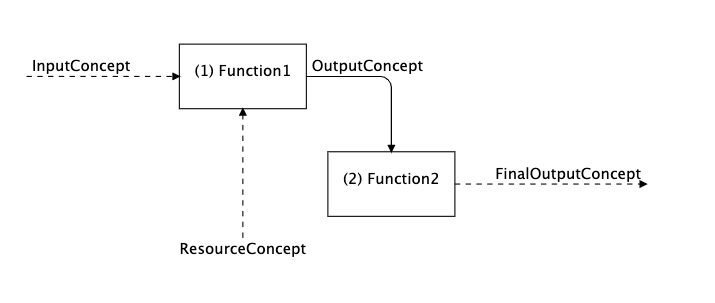 InputConcept
(1) Function1
OutputConcept
(2) Function2
FinalOutputConcept
ResourceConcept